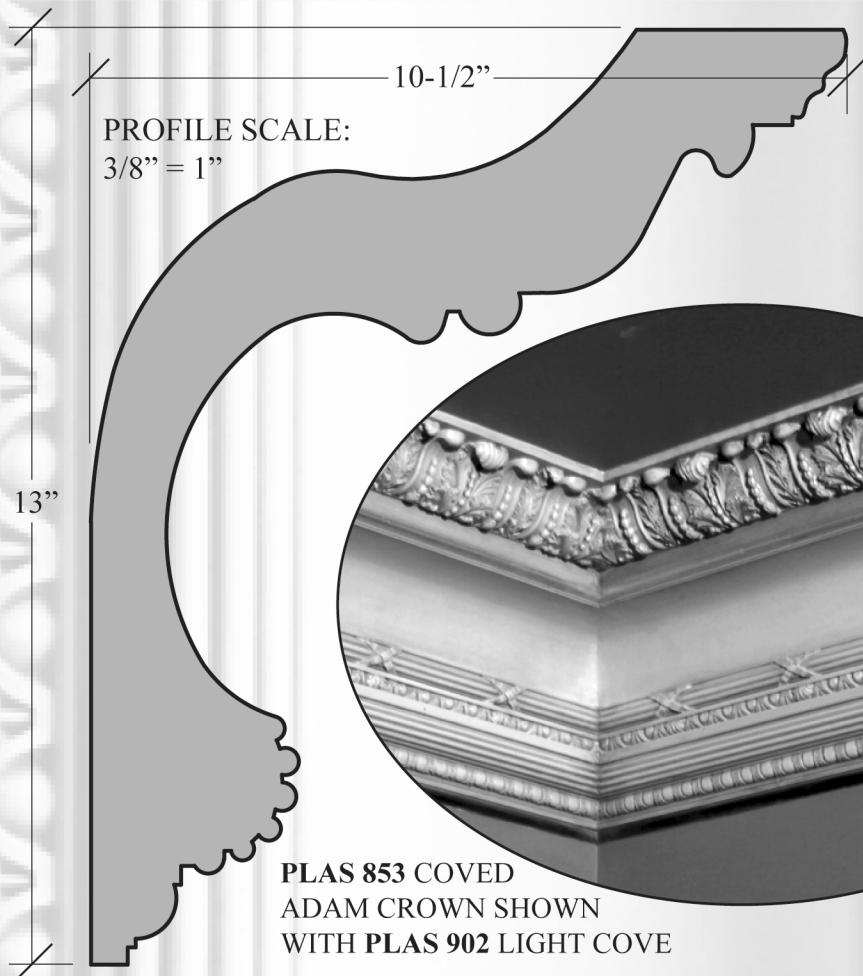 10-1/2”
PROFILE SCALE:
3/8” = 1”
13”
PLAS 853 COVED
ADAM CROWN SHOWN
WITH PLAS 902 LIGHT COVE